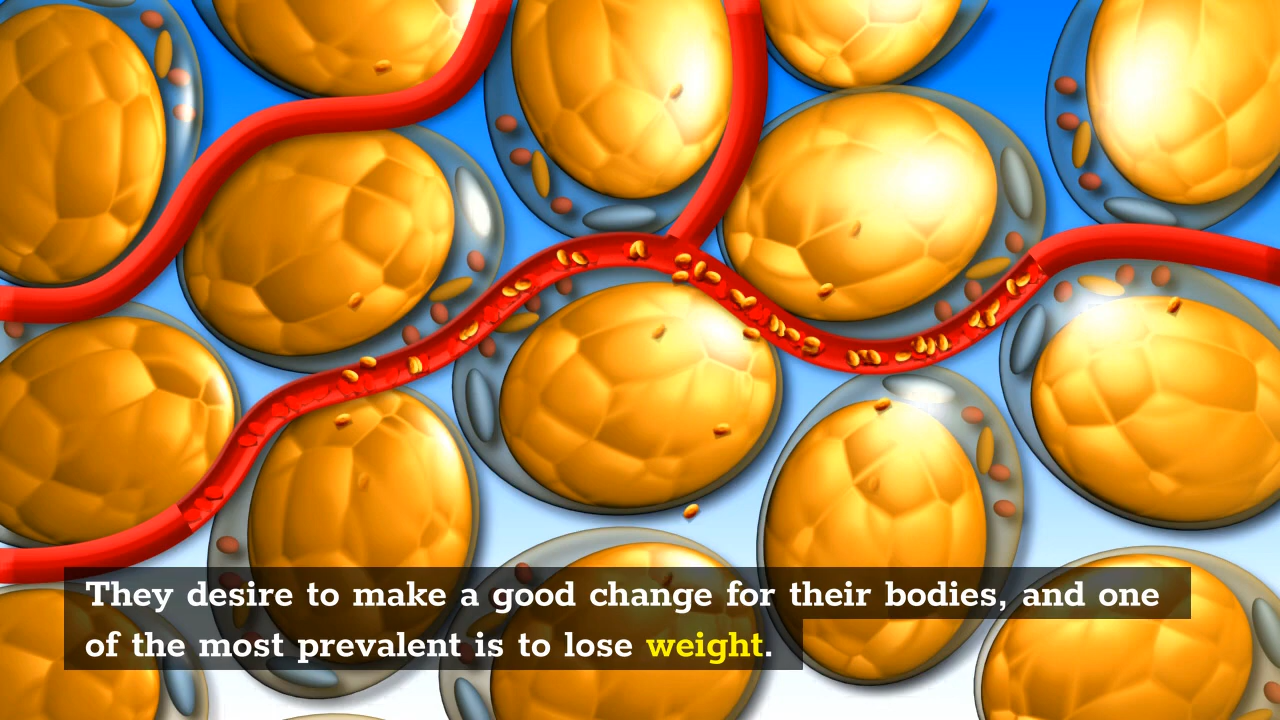 They desire to make a good change for their bodies, and one
of the most prevalent is to lose weight.